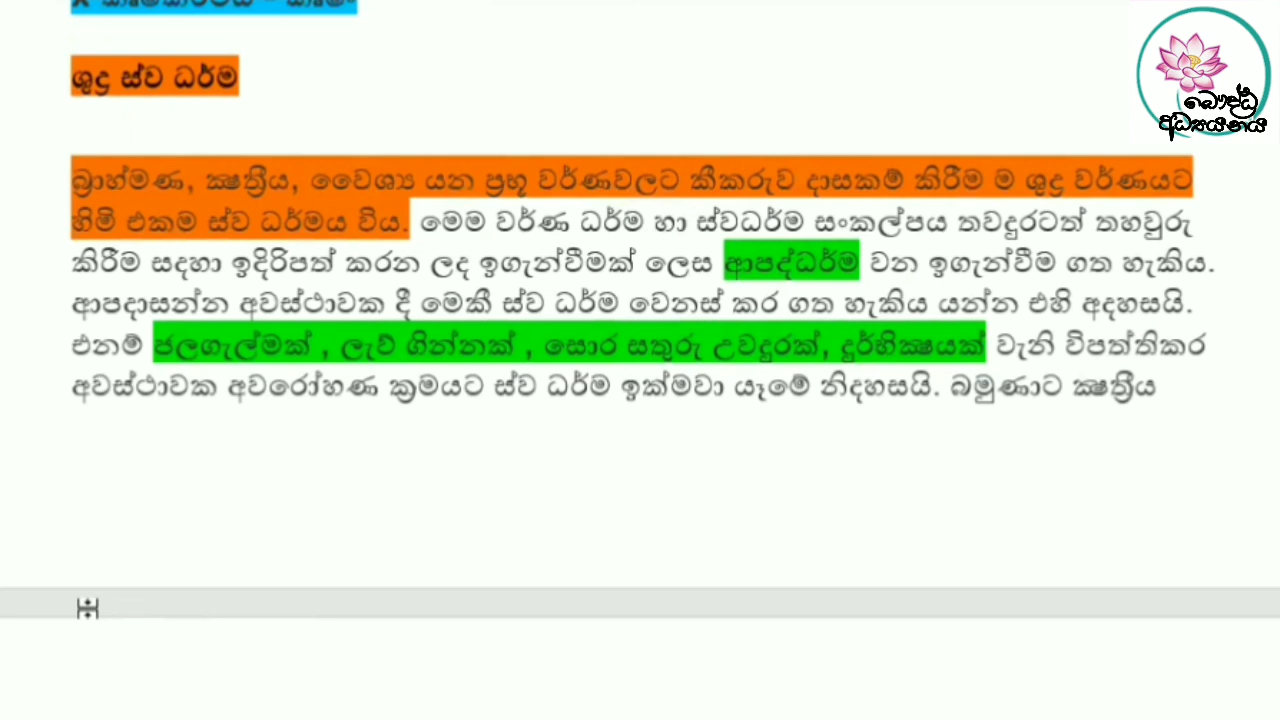 ශුද්‍ර ස්ව ධර්ම
බෞද්ධ
අධ්‍යයනය
බ්‍රාහ්මණ, ක්‍ෂත්‍රීය, වෛශ්‍ය යන ප්‍රභූ වර්ණවලට කීකරුව දාසකම් කිරීම ම ශුද්‍ර වර්ණයට
හිමි එකම ස්ව ධර්මය විය. මෙම වර්ණ ධර්ම හා ස්වධර්ම සංකල්පය තවදුරටත් තහවුරු
කිරීම සදහා ඉදිරිපත් කරන ලද ඉගැන්වීමක් ලෙස ආපද්ධර්ම වන ඉගැන්වීම ගත හැකිය.
ආපදාසන්න අවස්ථාවක දී මෙකී ස්ව ධර්ම වෙනස් කර ගත හැකිය යන්න එහි අදහසයි.
එනම් ජලගැල්මක් , ලැව් ගින්නක් , සොර සතුරු උවදුරක්, දුර්භික්‍ෂයක් වැනි විපත්තිකර
අවස්ථාවක අවරෝහණ ක්‍රමයට ස්ව ධර්ම ඉක්මවා යෑමේ නිදහසයි. බමුණාට ක්‍ෂත්‍රීය